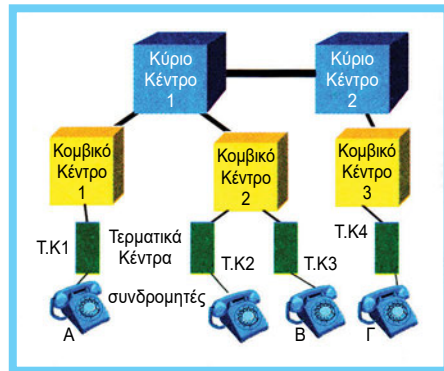 Κύριο
Κέντρο
1
Κύριο
Κέντρο
2
Κομβικό
Κέντρο
1
Κομβικό
Κέντρο
2
Κομβικό
Κέντρο
3
Τ.Κ1
Τερματικά
Κέντρα
Τ.Κ2
Τ.Κ3
Τ.Κ4
συνδρομητές
Α
Β
Γ